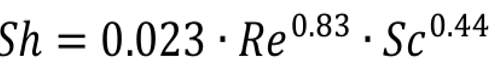 Sh = 0.023 · Re^0.83 · Sc^0.44